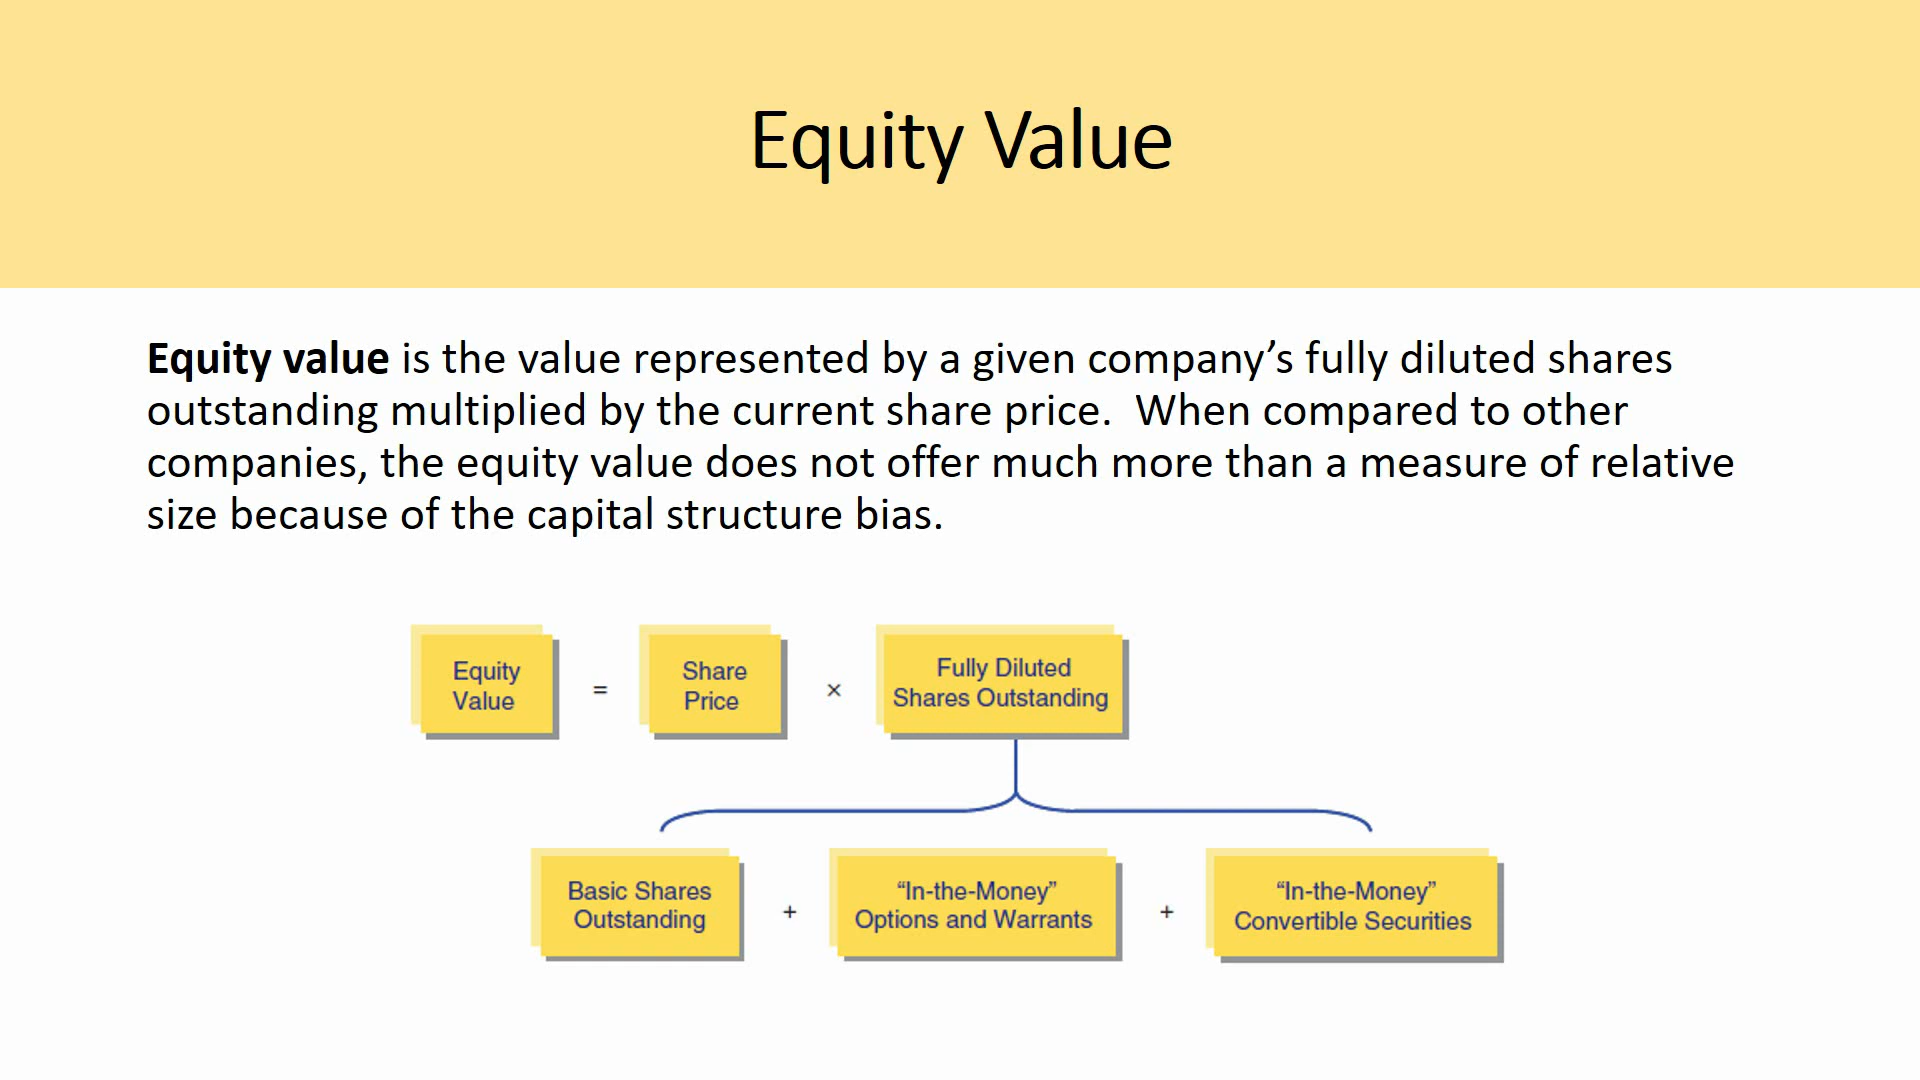 Equity Value
Equity value is the value represented by a given company’s fully diluted shares
outstanding multiplied by the current share price.  When compared to other
companies, the equity value does not offer much more than a measure of relative
size because of the capital structure bias.
Equity
Value
=
Share
Price
×
Fully Diluted
Shares Outstanding
Basic Shares
Outstanding
+
“In-the-Money”
Options and Warrants
+
“In-the-Money”
Convertible Securities